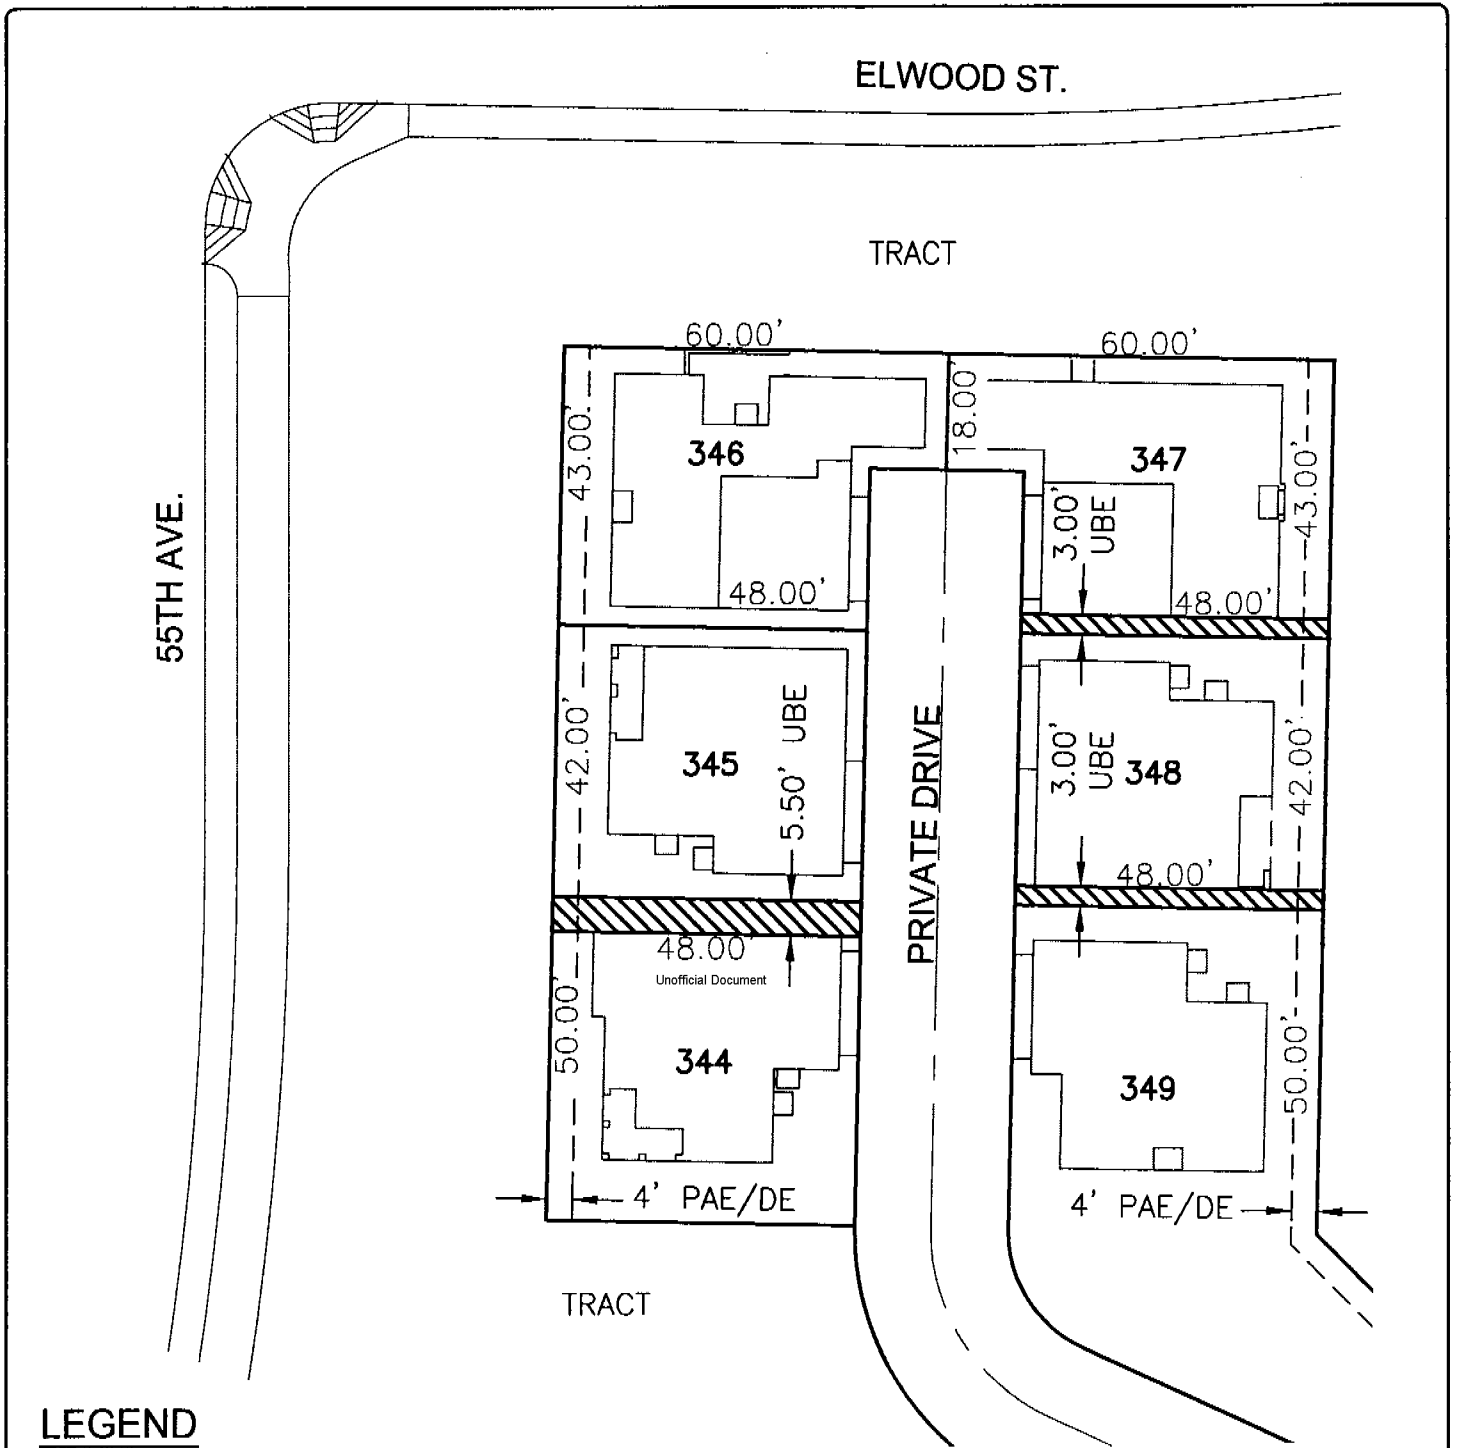 ELWOOD ST.
TRACT
60.00'
60.00'
18.00'
43.00'
346
347
43.00'
3.00'
UBE
55TH AVE.
48.00'
48.00'
42.00'
345
5.50' UBE
PRIVATE DRIVE
3.00'
UBE
348
42.00'
48.00'
48.00'
Unofficial Document
50.00'
344
349
50.00'
4' PAE/DE
4' PAE/DE
TRACT
LEGEND